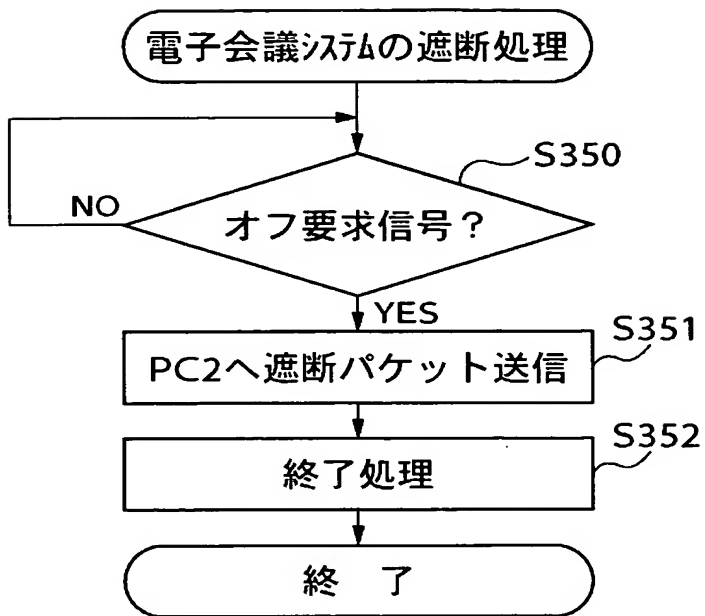 電子会議システムの遮断処理
S350
NO
オフ要求信号？
YES
S351
PC2へ遮断パケット送信
S352
終了処理
終 了